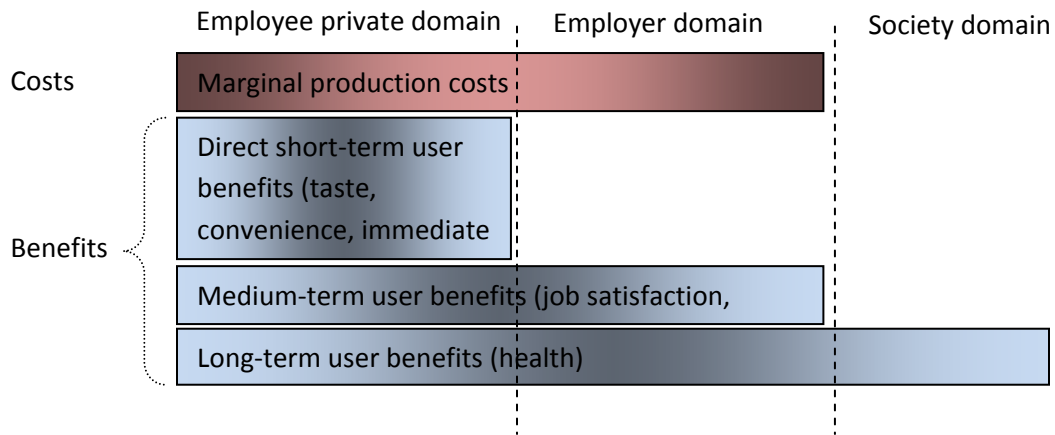 Employee private domain
Employer domain
Society domain
Costs
Marginal production costs
Benefits
Direct short-term user
benefits (taste,
convenience, immediate
Medium-term user benefits (job satisfaction,
Long-term user benefits (health)